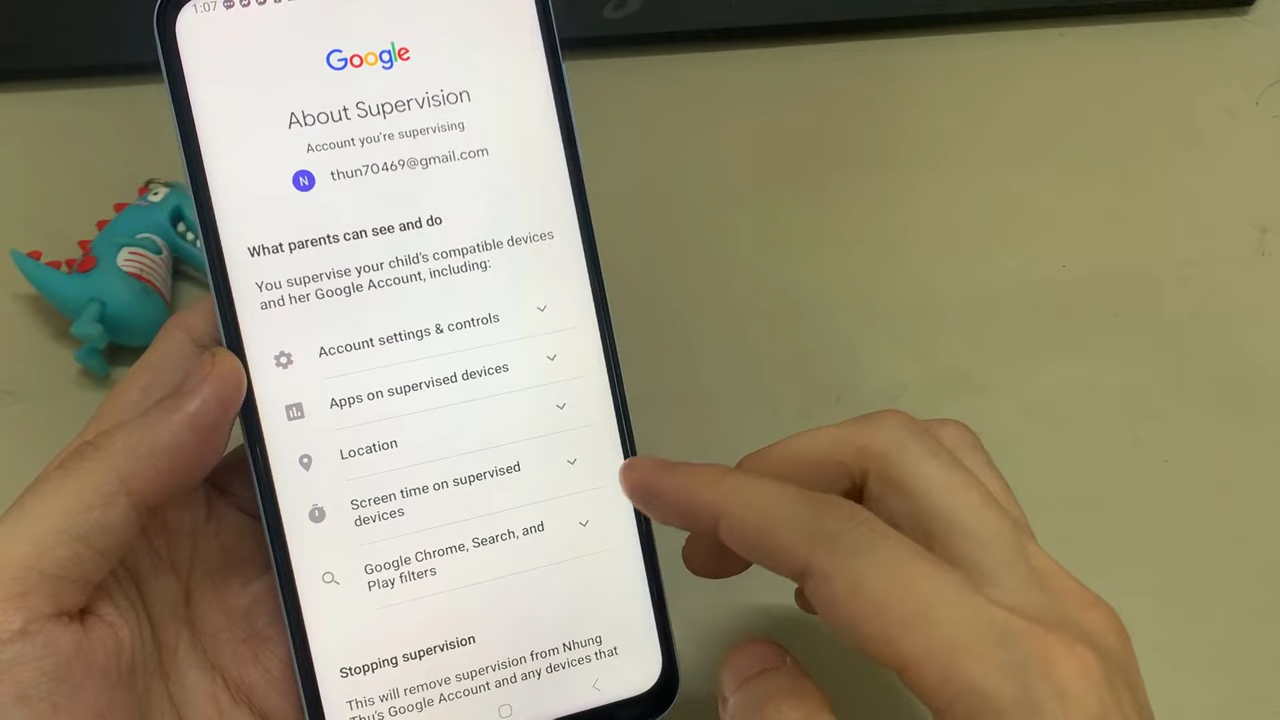 1:07
Google
About Supervision
Account you're supervising
N thun70469@gmail.com
What parents can see and do
You supervise your child's compatible devices
and her Google Account, including:
Account settings & controls
Apps on supervised devices
Location
Screen time on supervised
devices
Google Chrome, Search, and
Play filters
Stopping supervision
This will remove supervision from Nhung
Thu's Google Account and any devices that